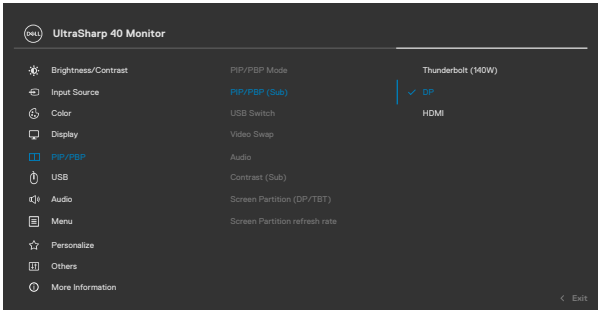 DELL UltraSharp 40 Monitor
Brightness/Contrast PIP/PBP Mode Thunderbolt (140W)
Input Source PIP/PBP (Sub) DP
Color USB Switch HDMI
Display Video Swap
PIP/PBP Audio
USB Contrast (Sub)
Audio Screen Partition (DP/TBT)
Menu Screen Partition refresh rate
Personalize
Others
More Information
Exit